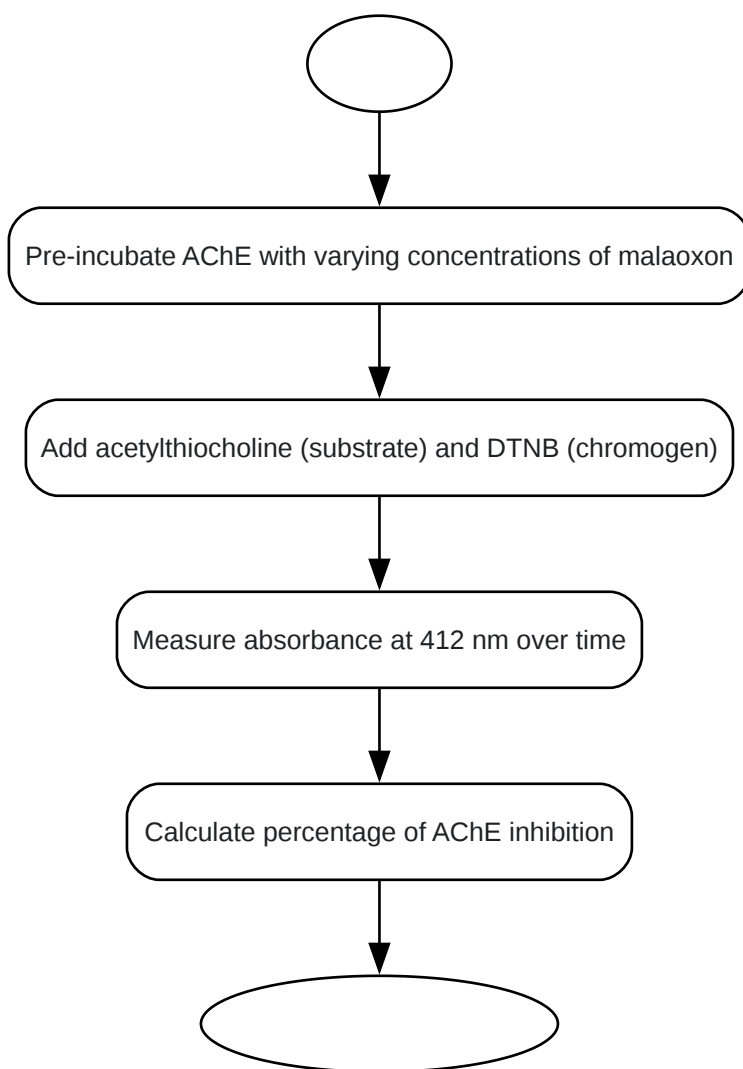 Pre-incubate AChE with varying concentrations of malaoxon
Add acetylthiocholine (substrate) and DTNB (chromogen)
Measure absorbance at 412 nm over time
Calculate percentage of AChE inhibition